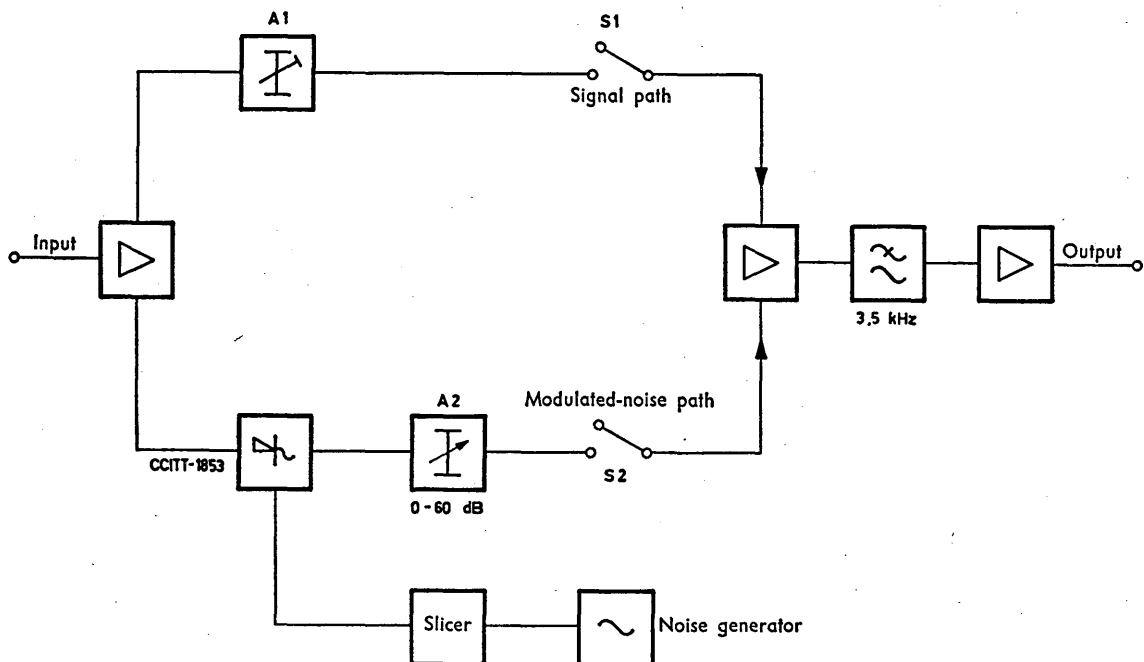 A1
S1
Signal path
Input
Output
3,5 kHz
A2
Modulated-noise path
CCITT-1853
S2
0-60 dB
Slicer
Noise generator